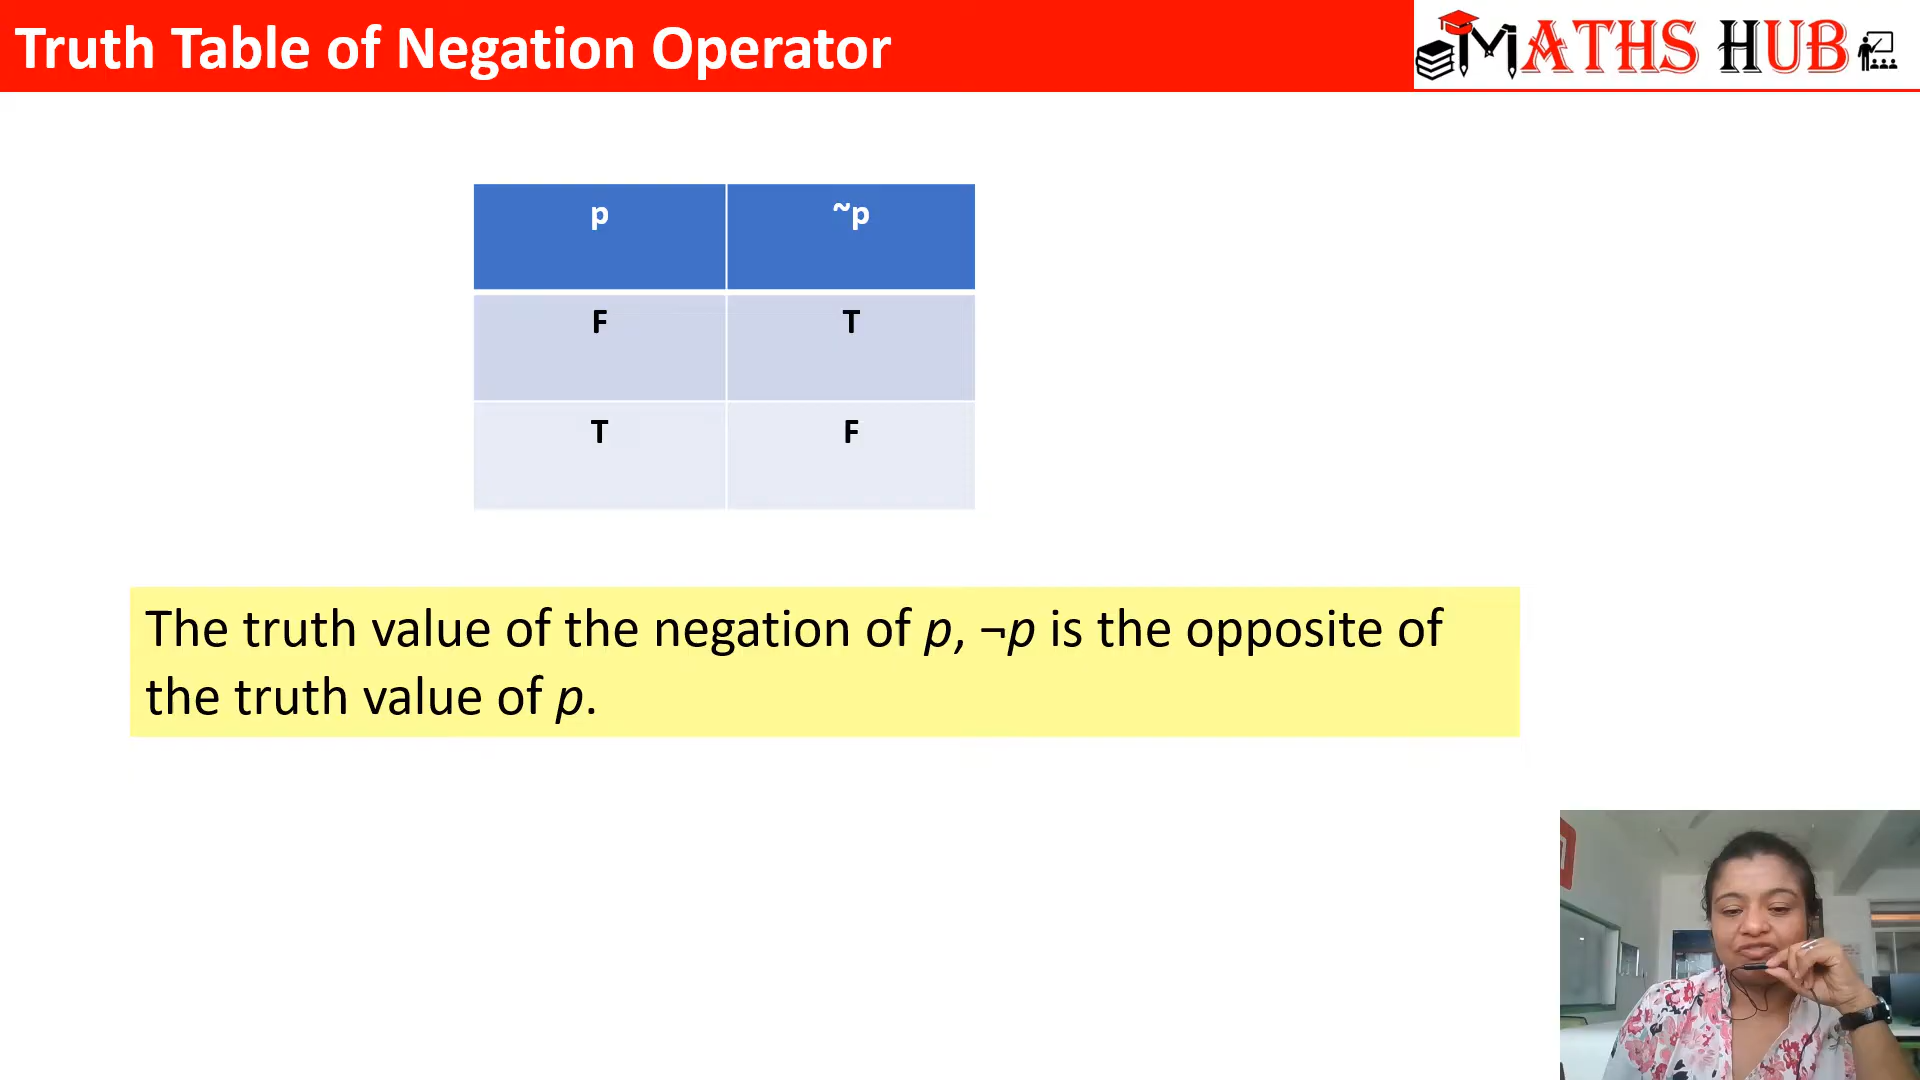 Truth Table of Negation Operator
MATHS HUB
p ~p
F T
T F
The truth value of the negation of p, ¬p is the opposite of
the truth value of p.